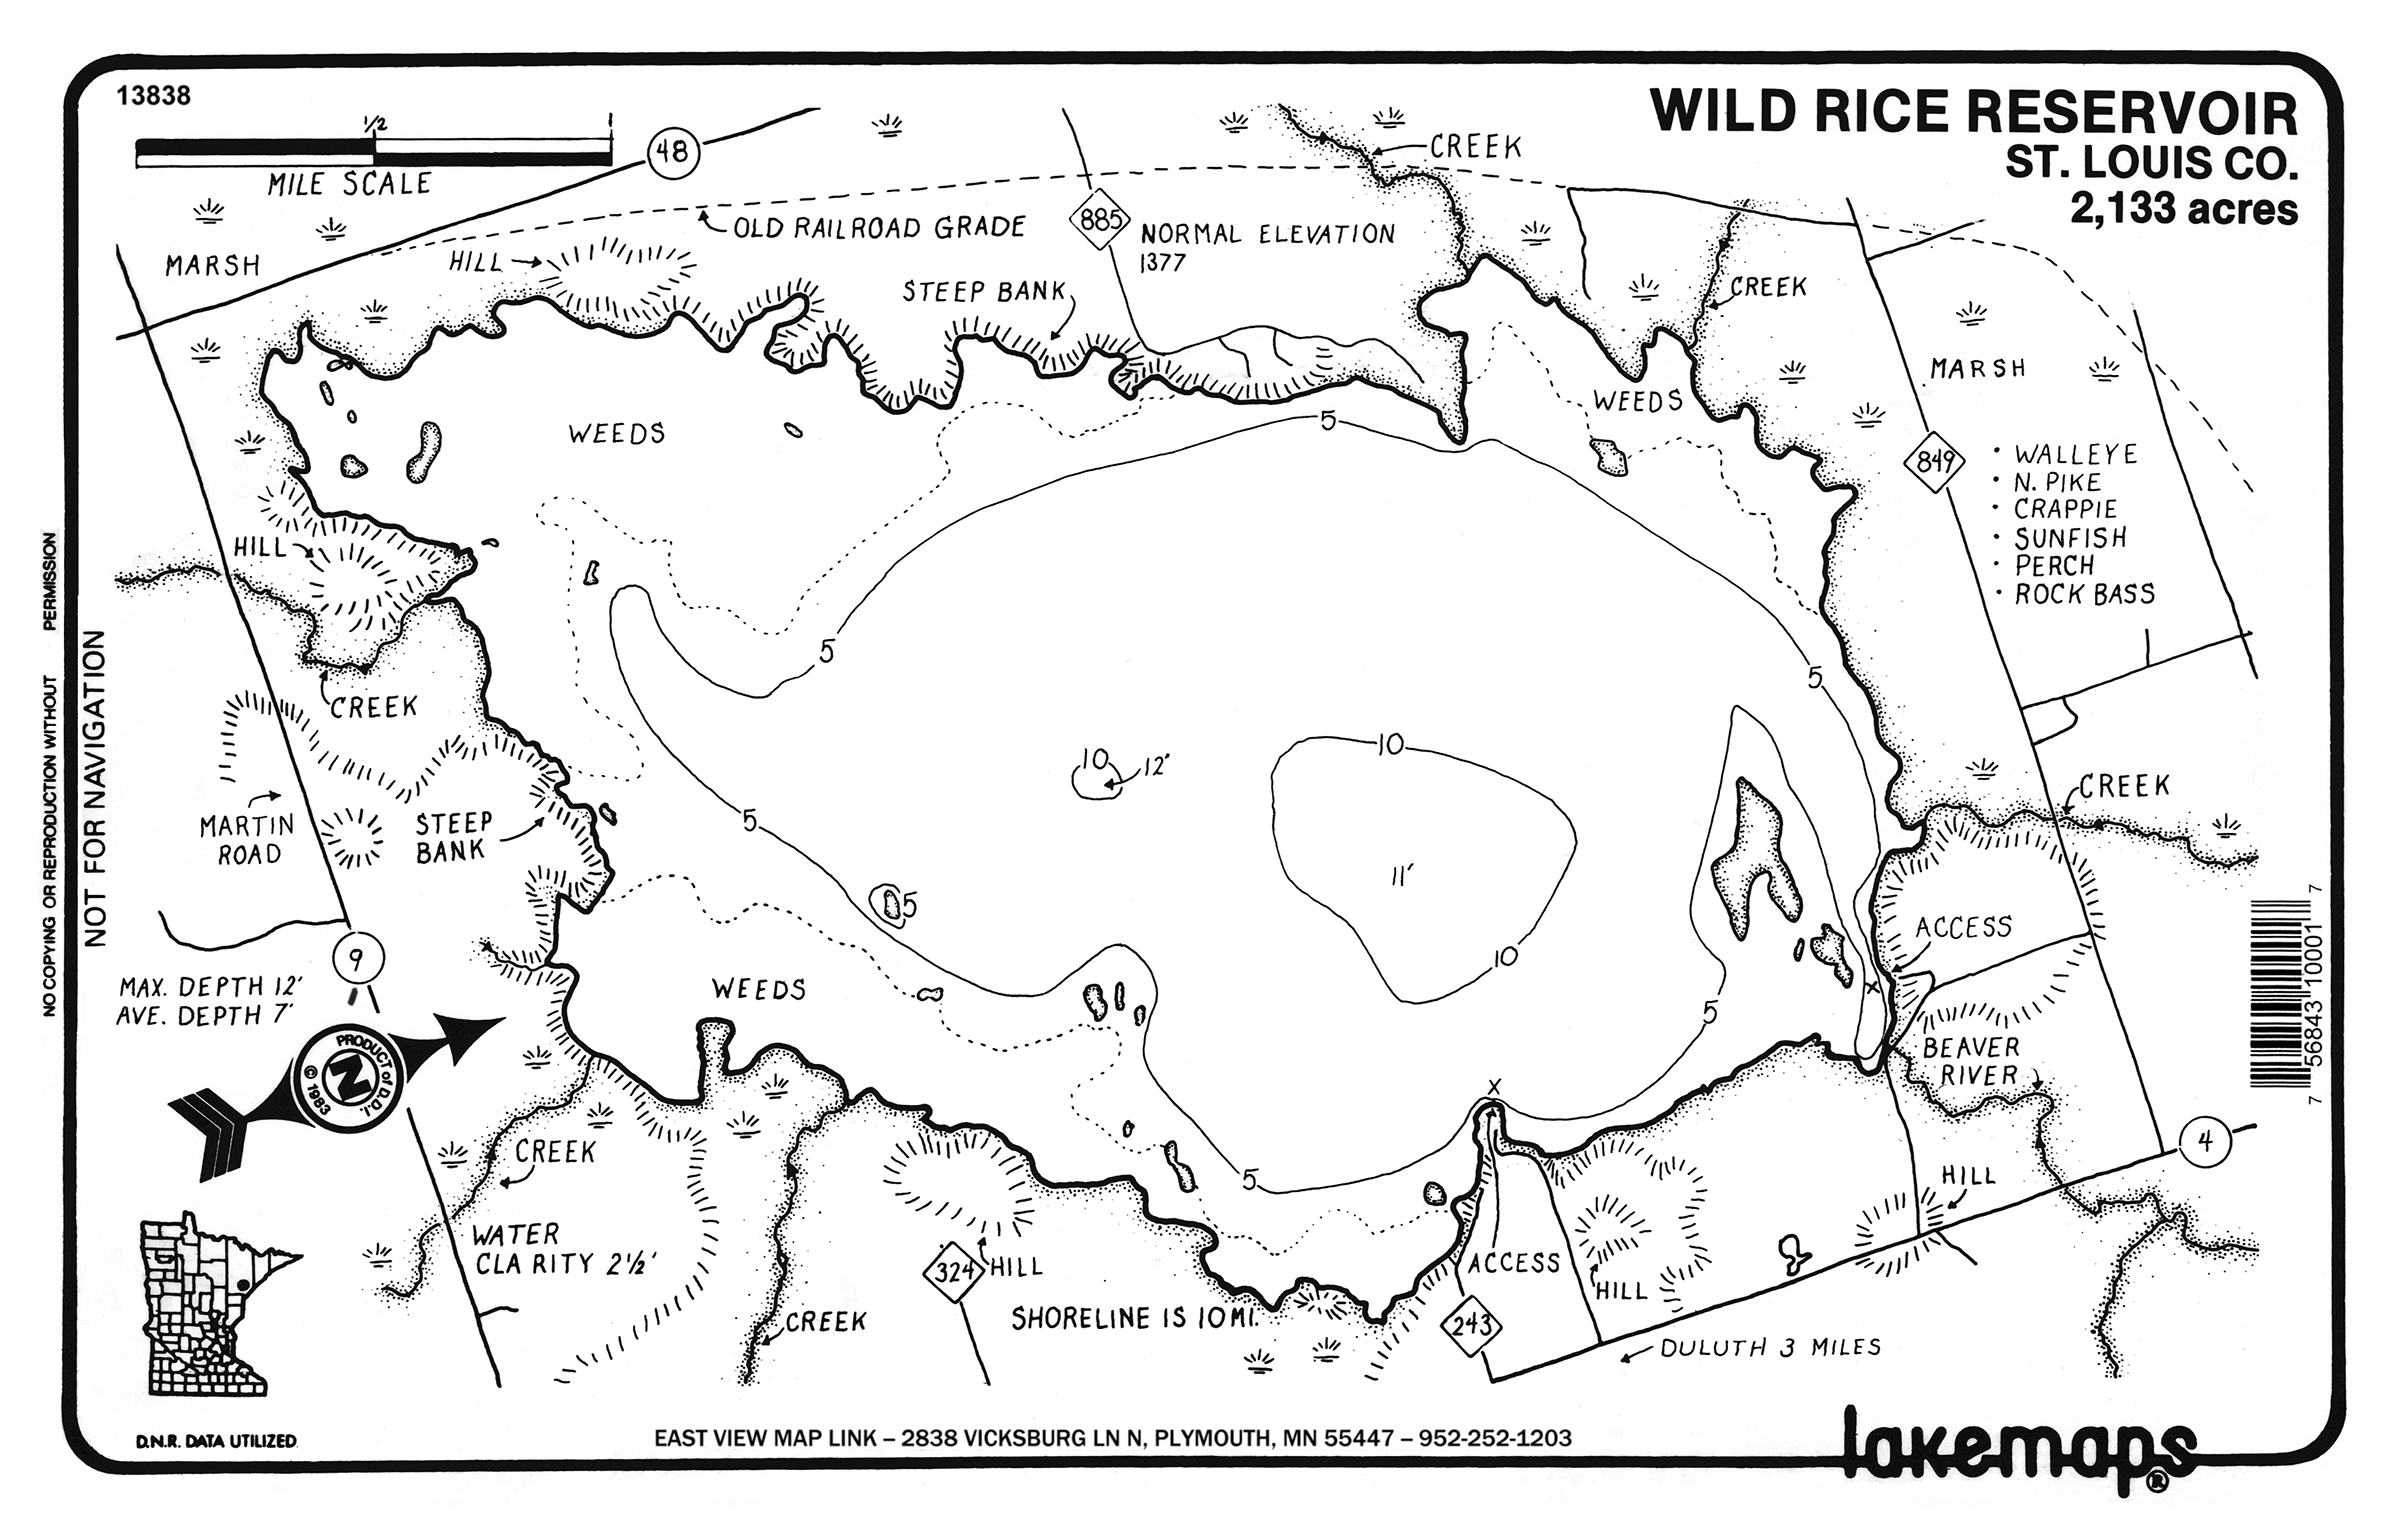 13838
1/2
1
MILE SCALE
48
WILD RICE RESERVOIR
ST. LOUIS CO.
2,133 acres
CREEK
OLD RAILROAD GRADE
885
NORMAL ELEVATION
1377
MARSH
HILL
STEEP BANK
CREEK
MARSH
WEEDS
5
WEEDS
849
• WALLEYE
• N. PIKE
• CRAPPIE
• SUNFISH
• PERCH
• ROCK BASS
HILL
5
5
CREEK
NO COPYING OR REPRODUCTION WITHOUT PERMISSION
NOT FOR NAVIGATION
10
10
12'
CREEK
MARTIN
ROAD
STEEP
BANK
5
11'
5
ACCESS
9
10
MAX. DEPTH 12'
AVE. DEPTH 7'
WEEDS
X
5
BEAVER
RIVER
7 56843 10001 7
PRODUCT of D.D.I.
N
© 1983
X
4
CREEK
5
HILL
WATER
CLARITY 2½'
324
HILL
ACCESS
HILL
CREEK
SHORELINE IS 10 MI.
243
DULUTH 3 MILES
D.N.R. DATA UTILIZED
EAST VIEW MAP LINK – 2838 VICKSBURG LN N, PLYMOUTH, MN 55447 – 952-252-1203
lakemaps®